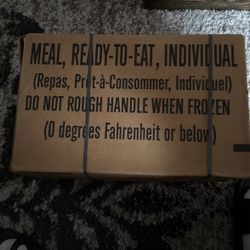 MEAL, READY-TO-EAT, INDIVIDUAL
(Repas, Prêt-à-Consommer, Individuel)
DO NOT ROUGH HANDLE WHEN FROZEN
(0 degrees Fahrenheit or below)